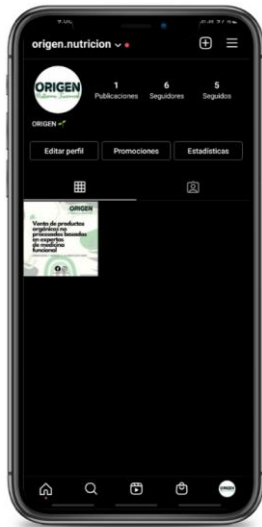 origen.nutricion
ORIGEN
1 6 5
Publicaciones Seguidores Seguidos
ORIGEN
Editar perfil Promociones Estadísticas
ORIGEN
Venta de productos
orgánicos no
procesados basados
en expertos
de medicina
funcional